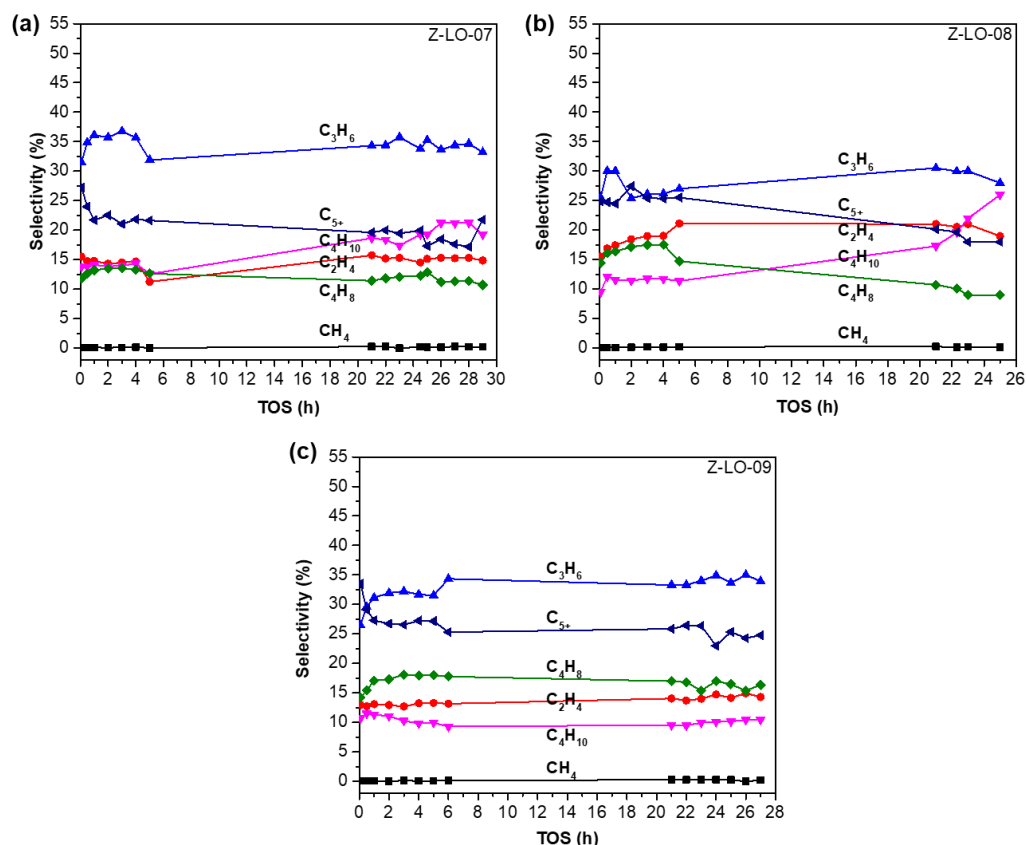 (a)
Z-LO-07
55
50
45
40
35
30
25
20
15
10
5
0
Selectivity (%)
C₃H₆
C₅₊
C₄H₁₀
C₂H₄
C₄H₈
CH₄
0 2 4 6 8 10 12 14 16 18 20 22 24 26 28 30
TOS (h)
(b)
Z-LO-08
55
50
45
40
35
30
25
20
15
10
5
0
Selectivity (%)
C₃H₆
C₅₊
C₂H₄
C₄H₁₀
C₄H₈
CH₄
0 2 4 6 8 10 12 14 16 18 20 22 24 26
TOS (h)
(c)
Z-LO-09
55
50
45
40
35
30
25
20
15
10
5
0
Selectivity (%)
C₃H₆
C₅₊
C₄H₈
C₂H₄
C₄H₁₀
CH₄
0 2 4 6 8 10 12 14 16 18 20 22 24 26 28
TOS (h)